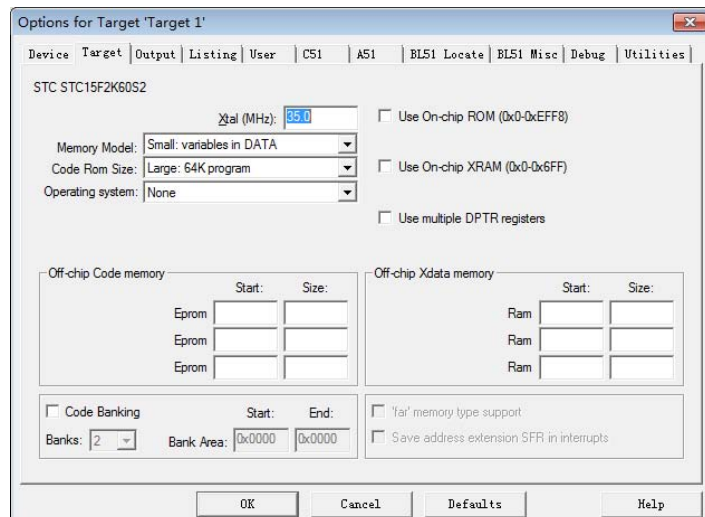 Options for Target 'Target 1'
Device Target Output Listing User C51 A51 BL51 Locate BL51 Misc Debug Utilities
STC STC15F2K60S2
Xtal (MHz): 35.0
Use On-chip ROM (0x0-0xEFF8)
Memory Model: Small: variables in DATA
Code Rom Size: Large: 64K program
Use On-chip XRAM (0x0-0x6FF)
Operating system: None
Use multiple DPTR registers
Off-chip Code memory
Start: Size:
Eprom
Eprom
Eprom
Off-chip Xdata memory
Start: Size:
Ram
Ram
Ram
Code Banking Start: End:
Banks: 2 Bank Area: 0x0000 0x0000
'far' memory type support
Save address extension SFR in interrupts
OK Cancel Defaults Help